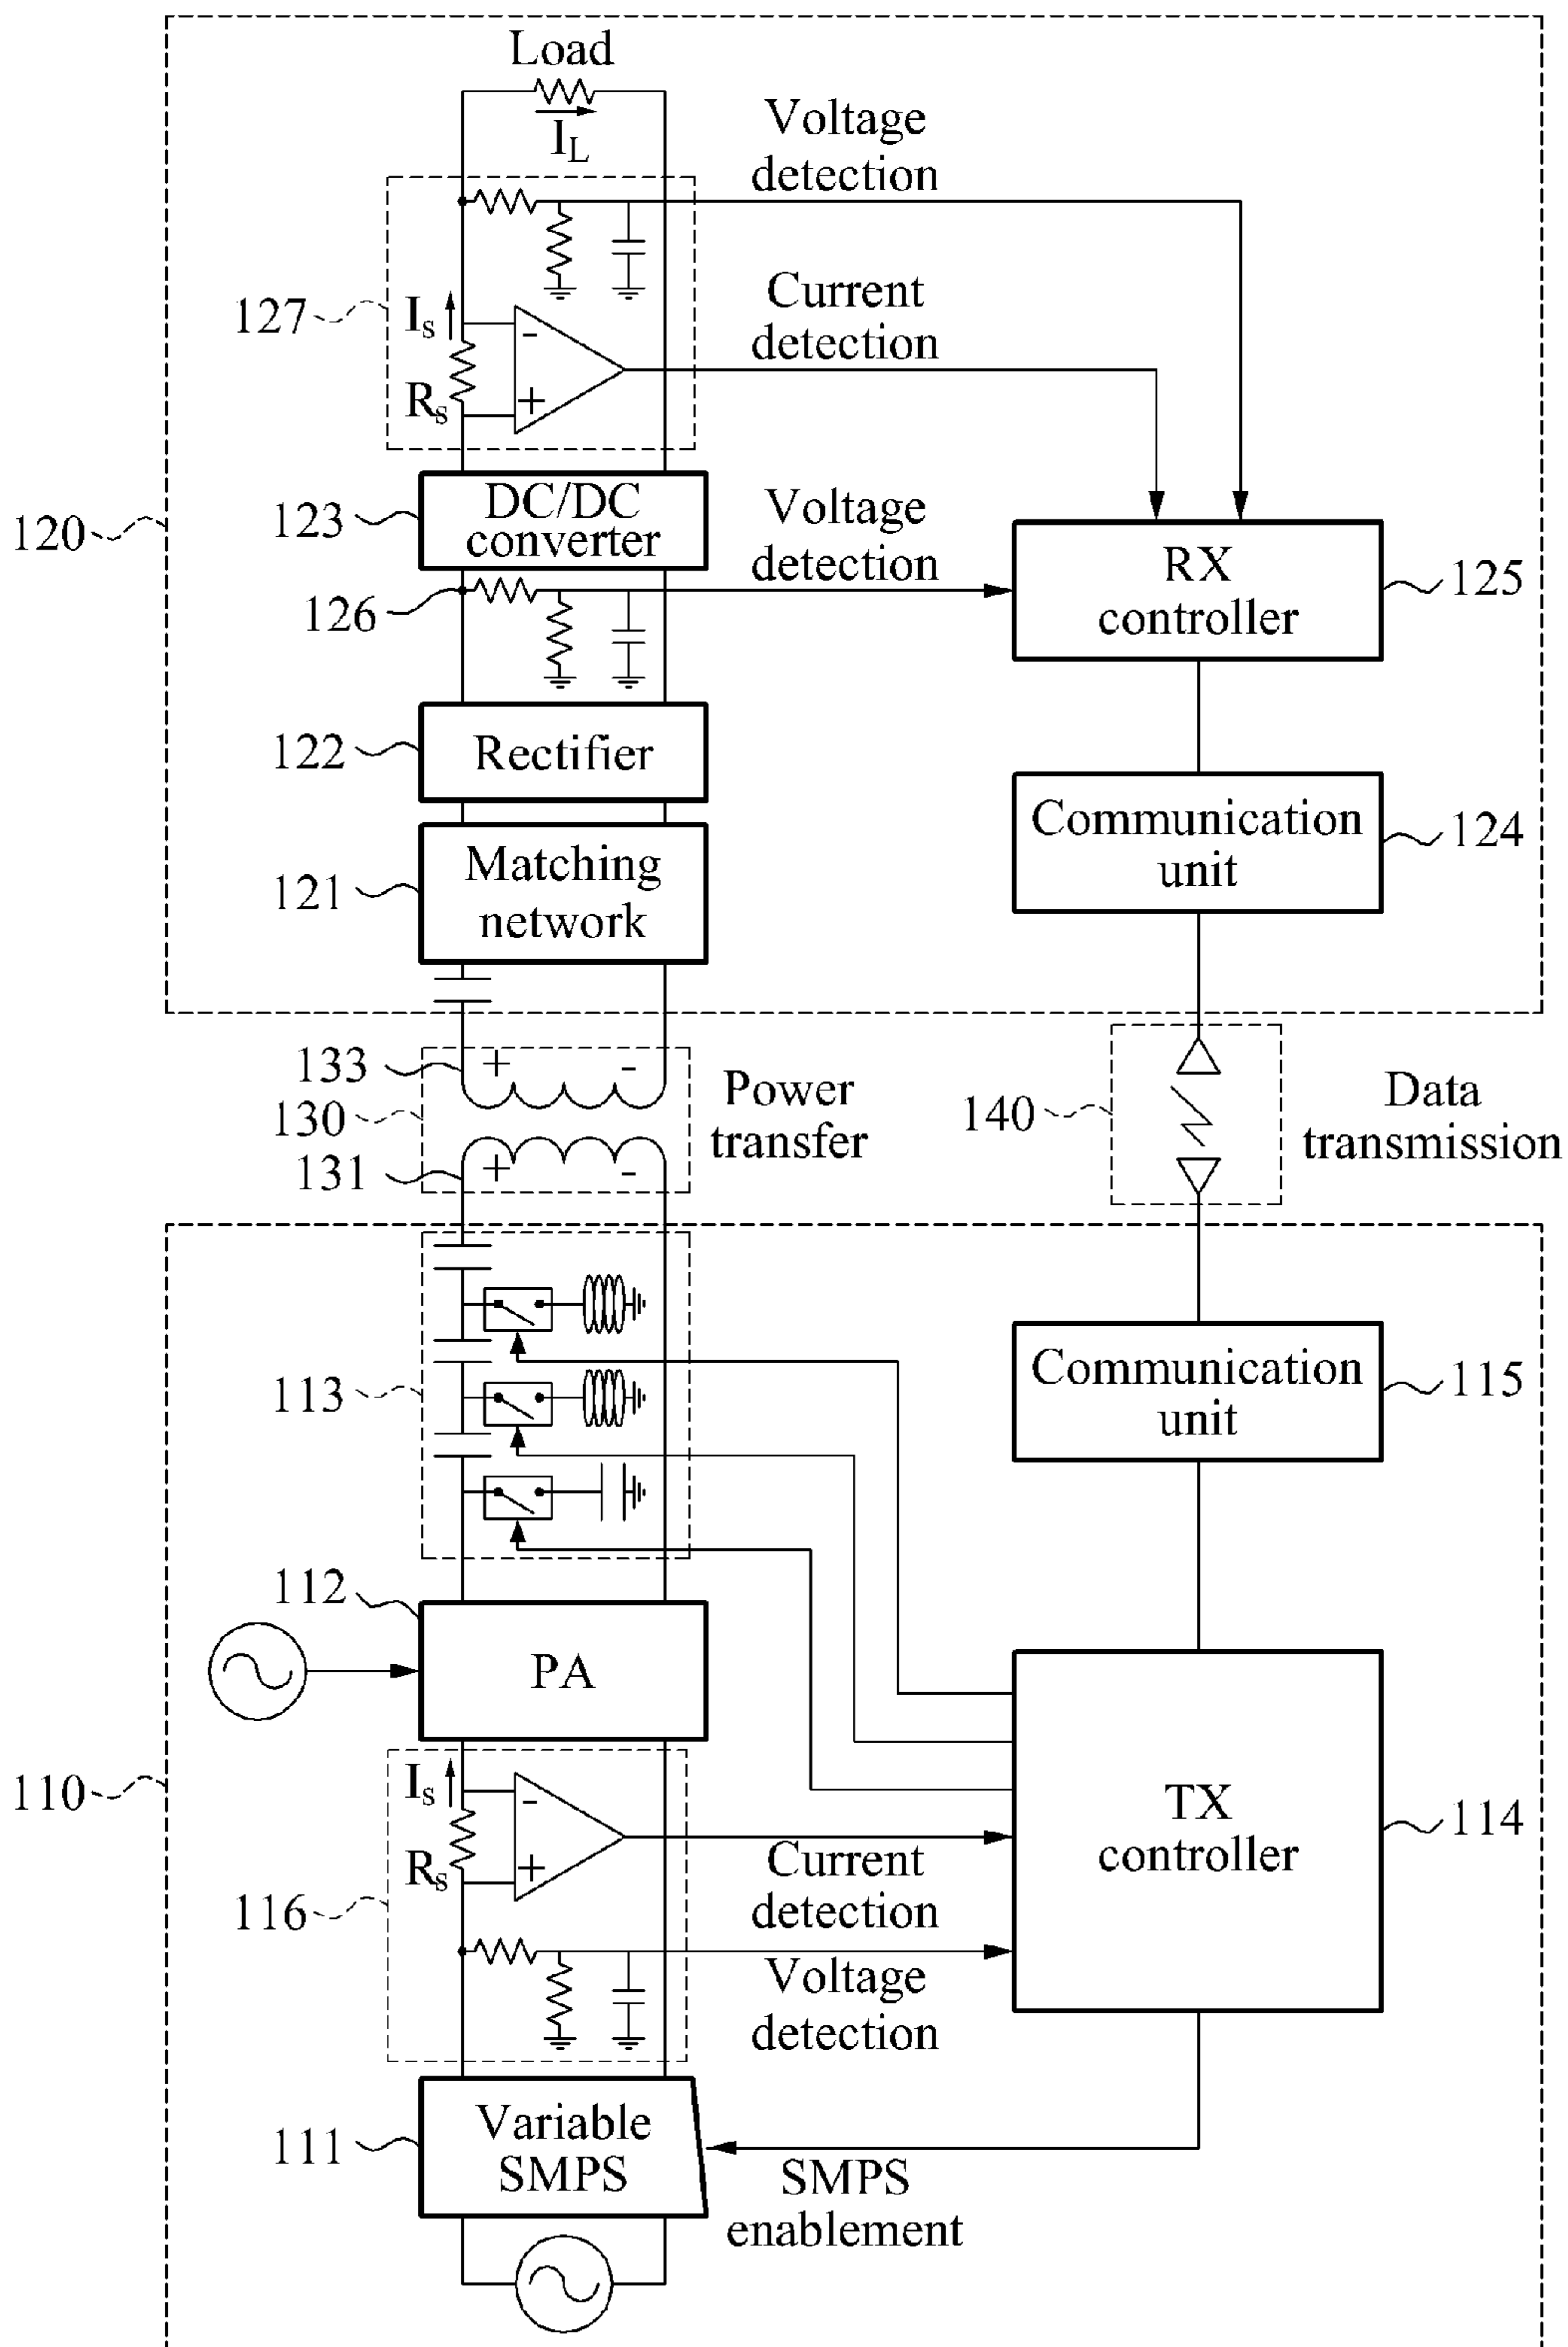 Load
I_L
Voltage
detection
127
I_S
-
Current
detection
R_S
+
120
123
DC/DC
converter
Voltage
detection
126
RX
controller
125
122
Rectifier
Communication
unit
124
121
Matching
network
133
+
-
130
Power
transfer
140
Data
transmission
131
+
-
113
Communication
unit
115
112
PA
110
I_S
-
TX
controller
114
R_S
+
Current
detection
116
Voltage
detection
111
Variable
SMPS
SMPS
enablement